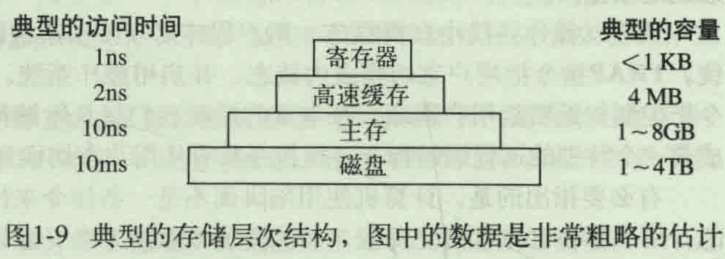 典型的访问时间 典型的容量
1ns 寄存器 <1 KB
2ns 高速缓存 4 MB
10ns 主存 1~8GB
10ms 磁盘 1~4TB
图1-9 典型的存储层次结构，图中的数据是非常粗略的估计